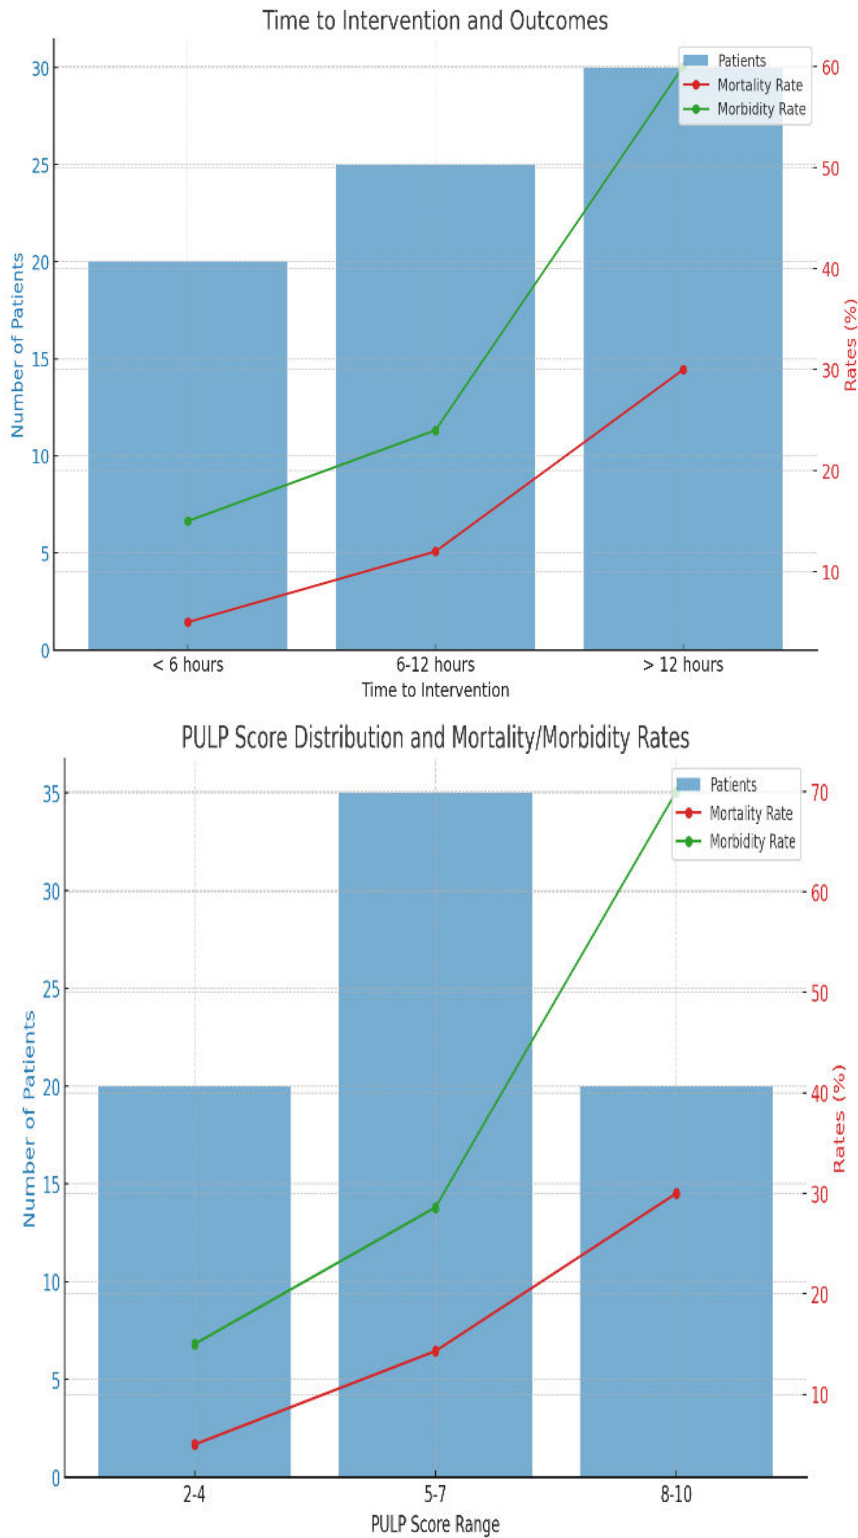 Time to Intervention and Outcomes
Number of Patients
30
25
20
15
10
5
0
Patients
Mortality Rate
Morbidity Rate
60
50
40
30
20
10
Rates (%)
< 6 hours
6-12 hours
> 12 hours
Time to Intervention
PULP Score Distribution and Mortality/Morbidity Rates
Number of Patients
35
30
25
20
15
10
5
0
Patients
Mortality Rate
Morbidity Rate
70
60
50
40
30
20
10
Rates (%)
2-4
5-7
8-10
PULP Score Range